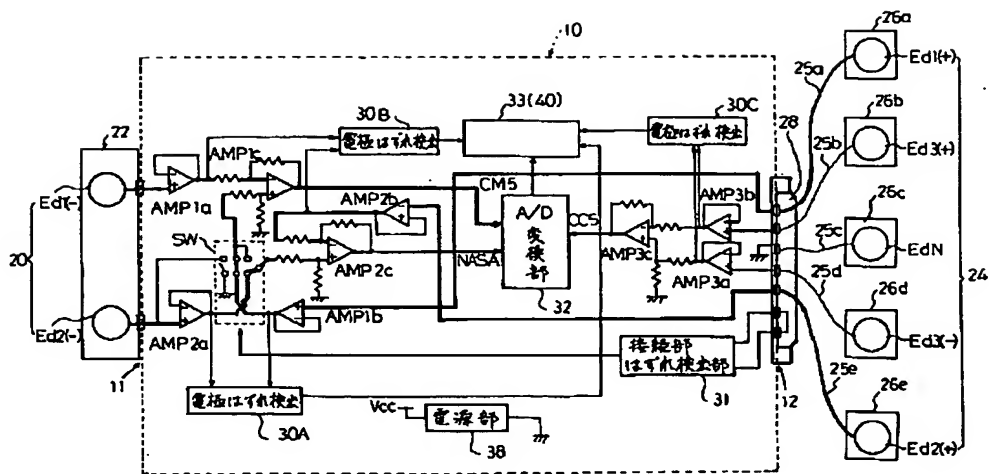 10
26a
Ed1(+)
25a
22
30B
33(40)
30C
26b
電極はずれ検出
電極はずれ検出
28
25b
Ed3(+)
AMP1c
CM5
AMP3b
26c
Ed1(-)
AMP1a
AMP2b
A/D
変換部
CC5
25c
EdN
20
SW
AMP2c
NASA
AMP3c
AMP3a
25d
24
32
26d
Ed2(-)
AMP2a
AMP1b
接続部
はずれ検出部
Ed3(-)
11
31
12
25e
電極はずれ検出
Vcc
電源部
26e
30A
38
Ed2(+)